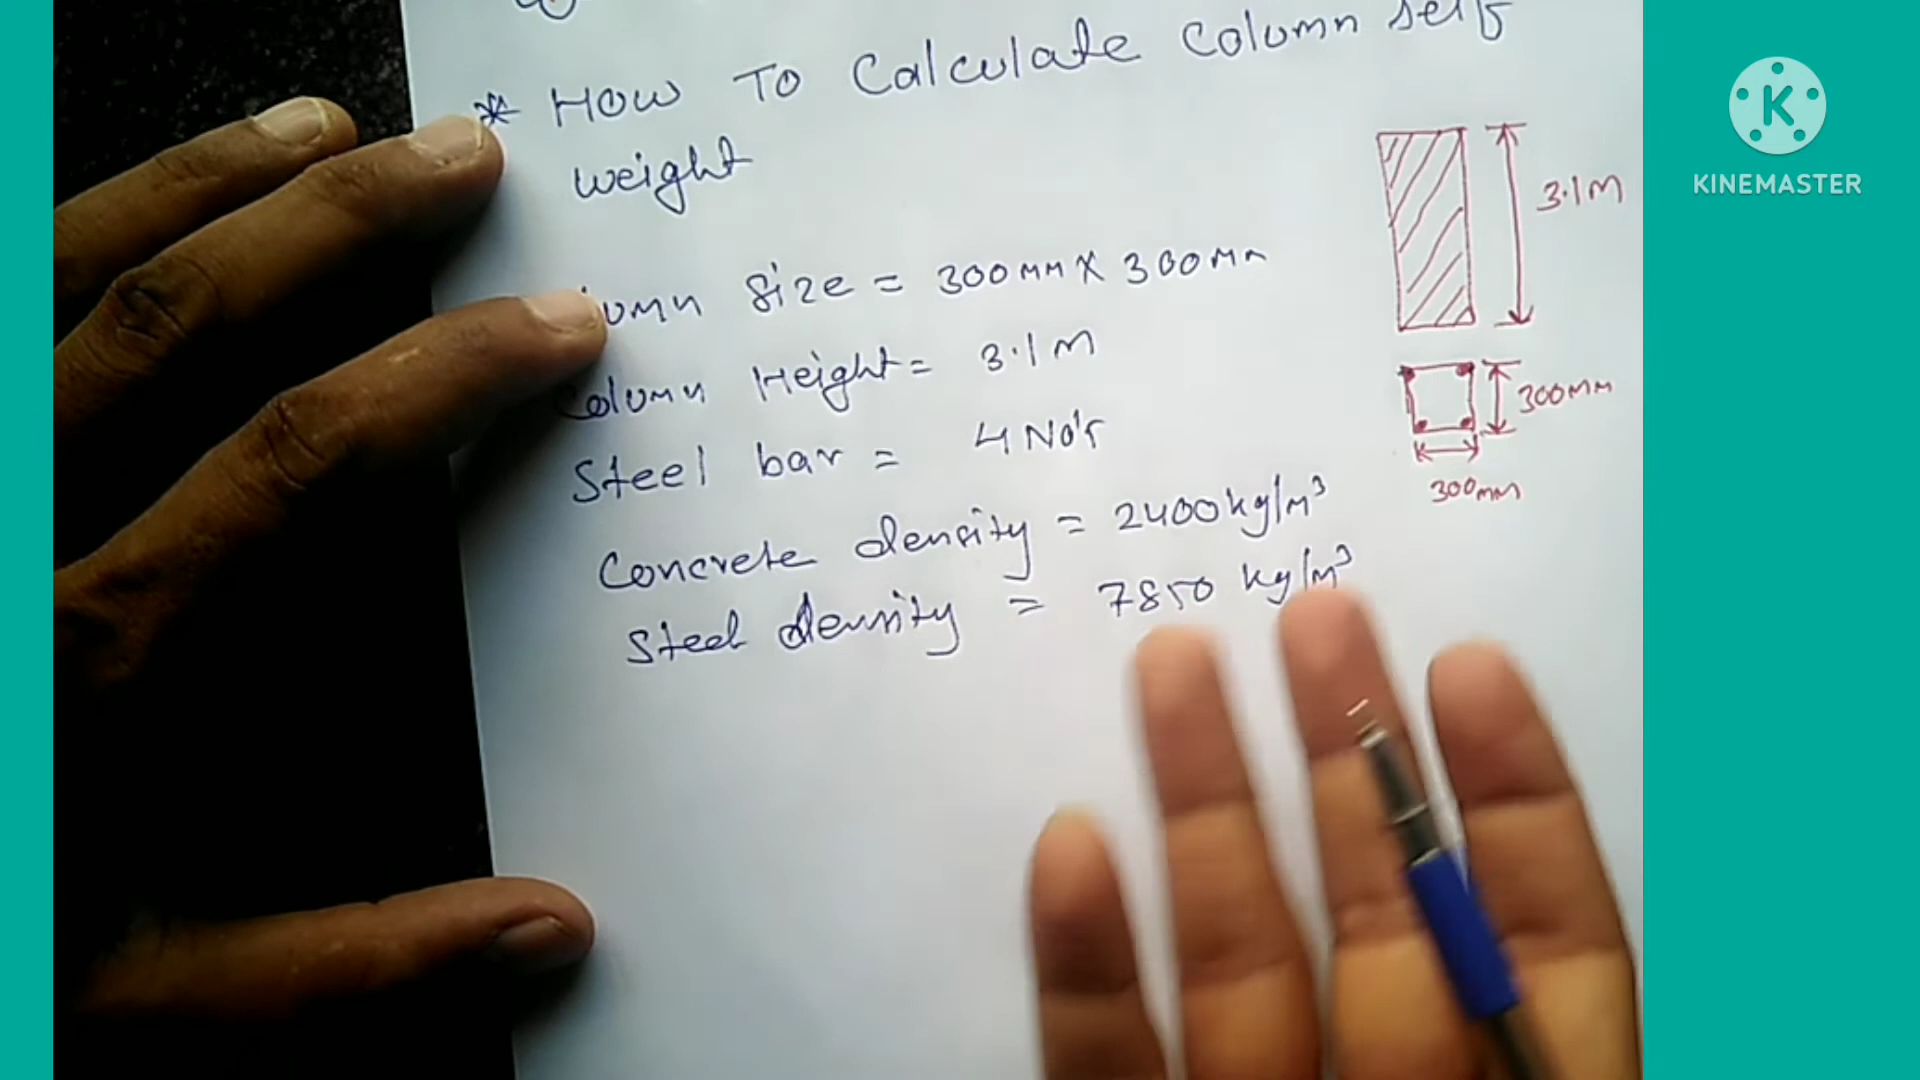 * HOW TO Calculate Column self
weight
Size = 300MM X 300MM
Column Height = 3.1M
Steel bar = 4 No's
Concrete density = 2400kg/m³
Steel density = 7850 kg/m³
3.1M
300MM
300MM
KINEMASTER